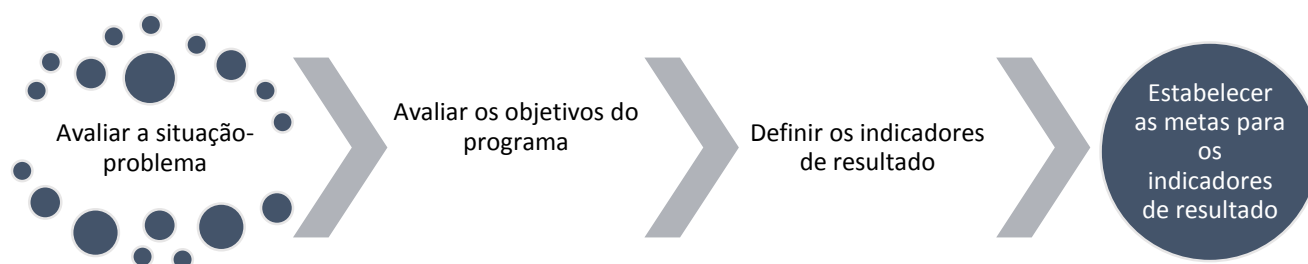 Avaliar a situação-
problema
Avaliar os objetivos do
programa
Definir os indicadores
de resultado
Estabelecer
as metas para
os
indicadores
de resultado